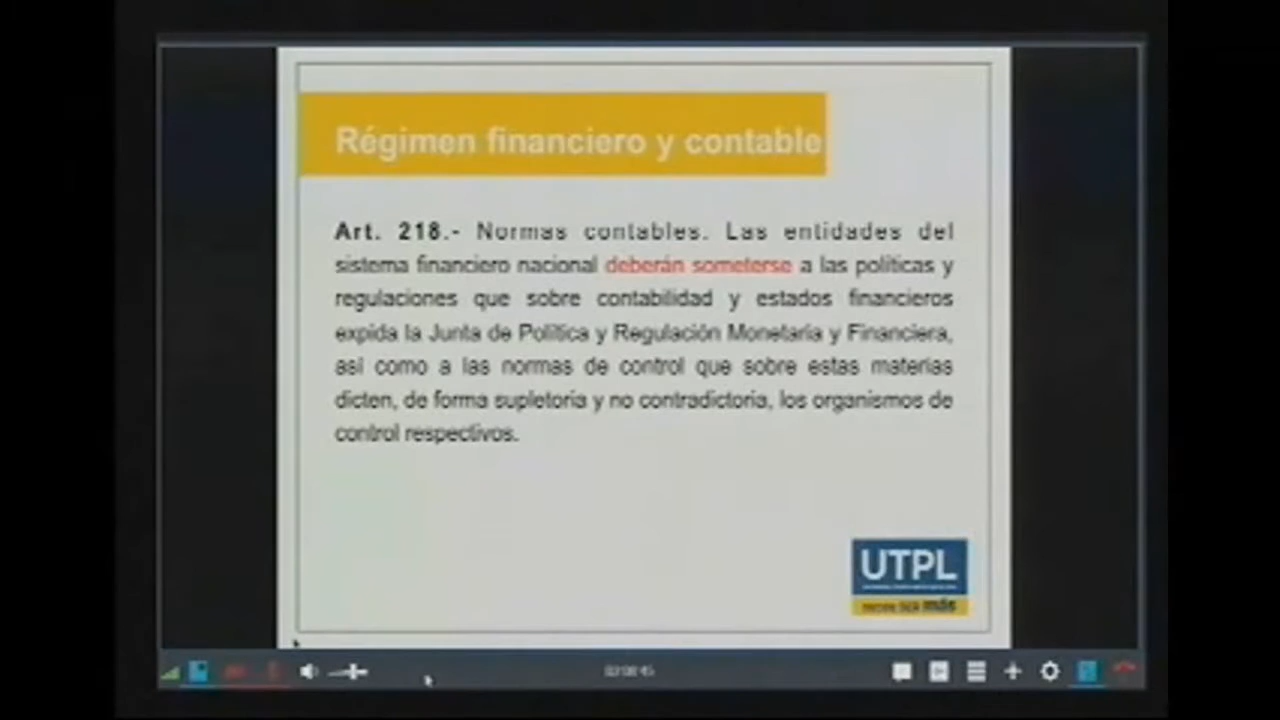 Régimen financiero y contable
Art. 218.- Normas contables. Las entidades del
sistema financiero nacional deberán someterse a las políticas y
regulaciones que sobre contabilidad y estados financieros
expida la Junta de Política y Regulación Monetaria y Financiera,
así como a las normas de control que sobre estas materias
dicten, de forma supletoria y no contradictoria, los organismos de
control respectivos.
UTPL
más